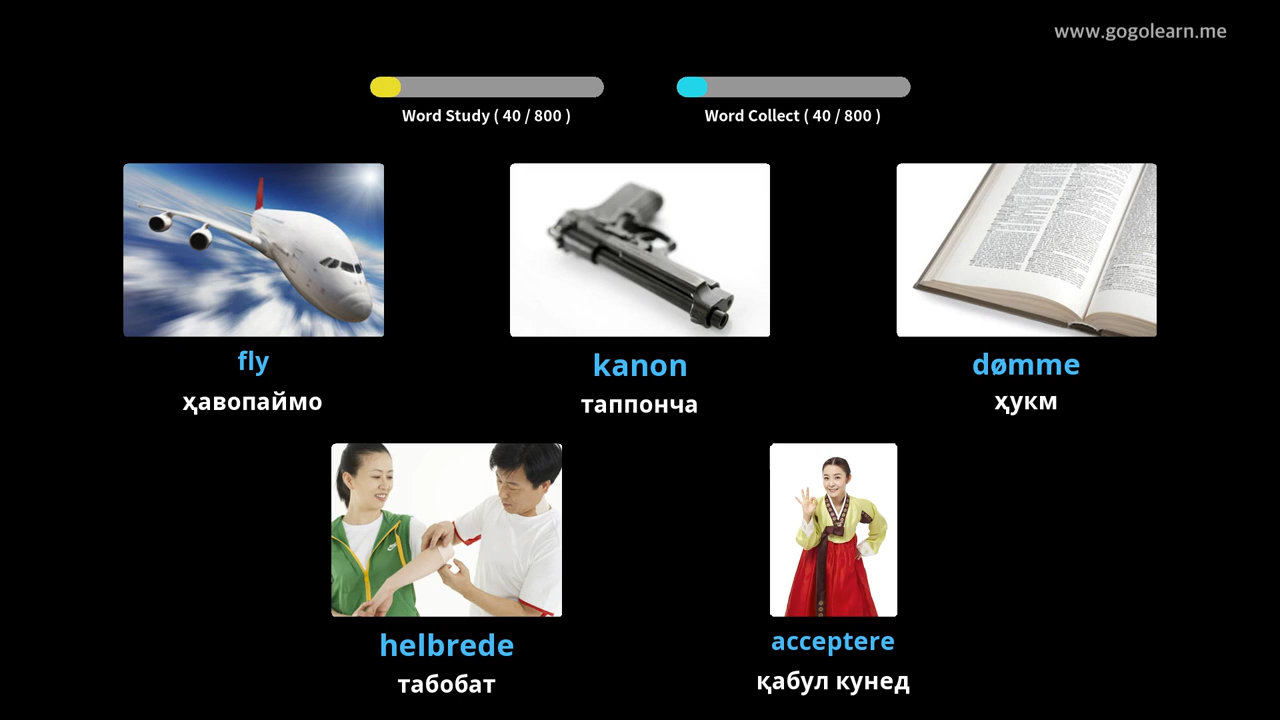 www.gogolearn.me
Word Study ( 40 / 800 )
Word Collect ( 40 / 800 )
fly
ҳавопаймо
kanon
таппонча
dømme
ҳукм
helbrede
табобат
acceptere
қабул кунед